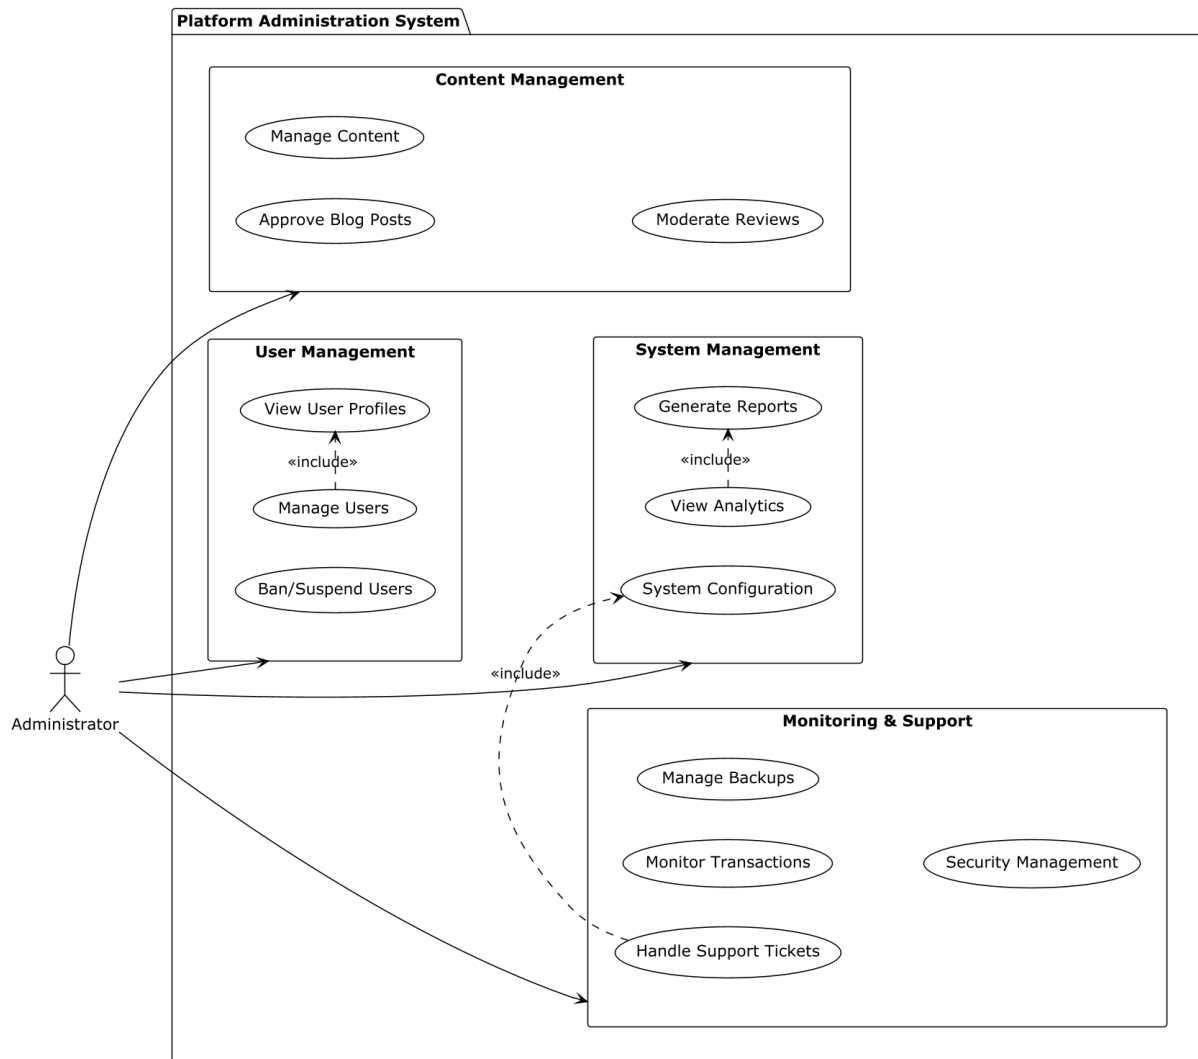 Platform Administration System
Content Management
Manage Content
Approve Blog Posts
Moderate Reviews
User Management
View User Profiles
«include»
Manage Users
Ban/Suspend Users
System Management
Generate Reports
«include»
View Analytics
System Configuration
«include»
Administrator
Monitoring & Support
Manage Backups
Monitor Transactions
Security Management
Handle Support Tickets